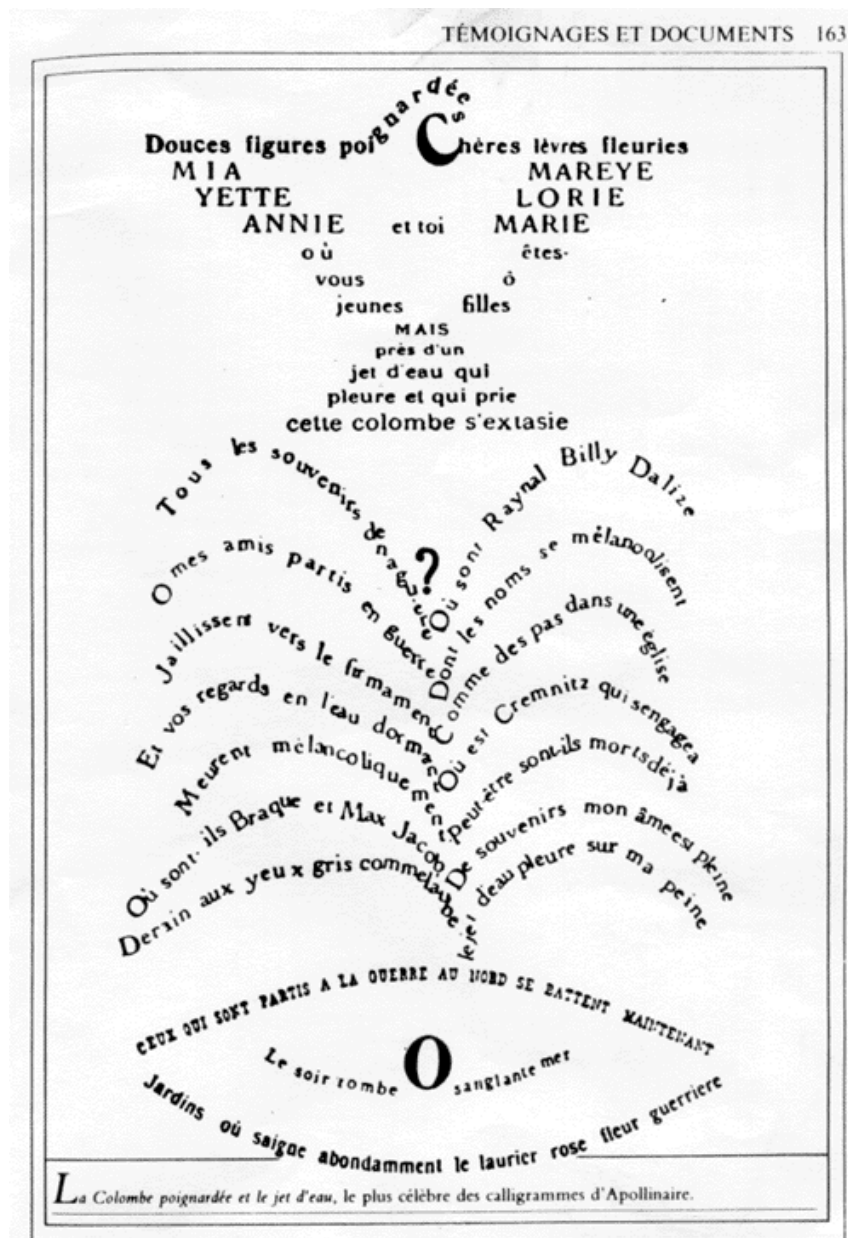 TÉMOIGNAGES ET DOCUMENTS 163
Douces figures poignardées Chères lèvres fleuries
MIA MAREYE
YETTE LORIE
ANNIE et toi MARIE
où êtes-
vous ô
jeunes filles
MAIS
près d'un
jet d'eau qui
pleure et qui prie
cette colombe s'extasie
Tous les souvenirs de naguère
O mes amis partis en guerre
Jaillissent vers le firmament
Et vos regards en l'eau dormant
Meurent mélancoliquement
Où sont-ils Braque et Max Jacob
Derain aux yeux gris comme l'aube
?
Où sont Raynal Billy Dalize
Dont les noms se mélancolisent
Comme des pas dans une église
Où est Cremnitz qui s'engagea
Peut-être sont-ils morts déjà
De souvenirs mon âme est pleine
Le jet d'eau pleure sur ma peine
CEUX QUI SONT PARTIS A LA GUERRE AU NORD SE BATTENT MAINTENANT
Le soir tombe O sanglante mer
Jardins où saigne abondamment le laurier rose fleur guerrière
La Colombe poignardée et le jet d'eau, le plus célèbre des calligrammes d'Apollinaire.